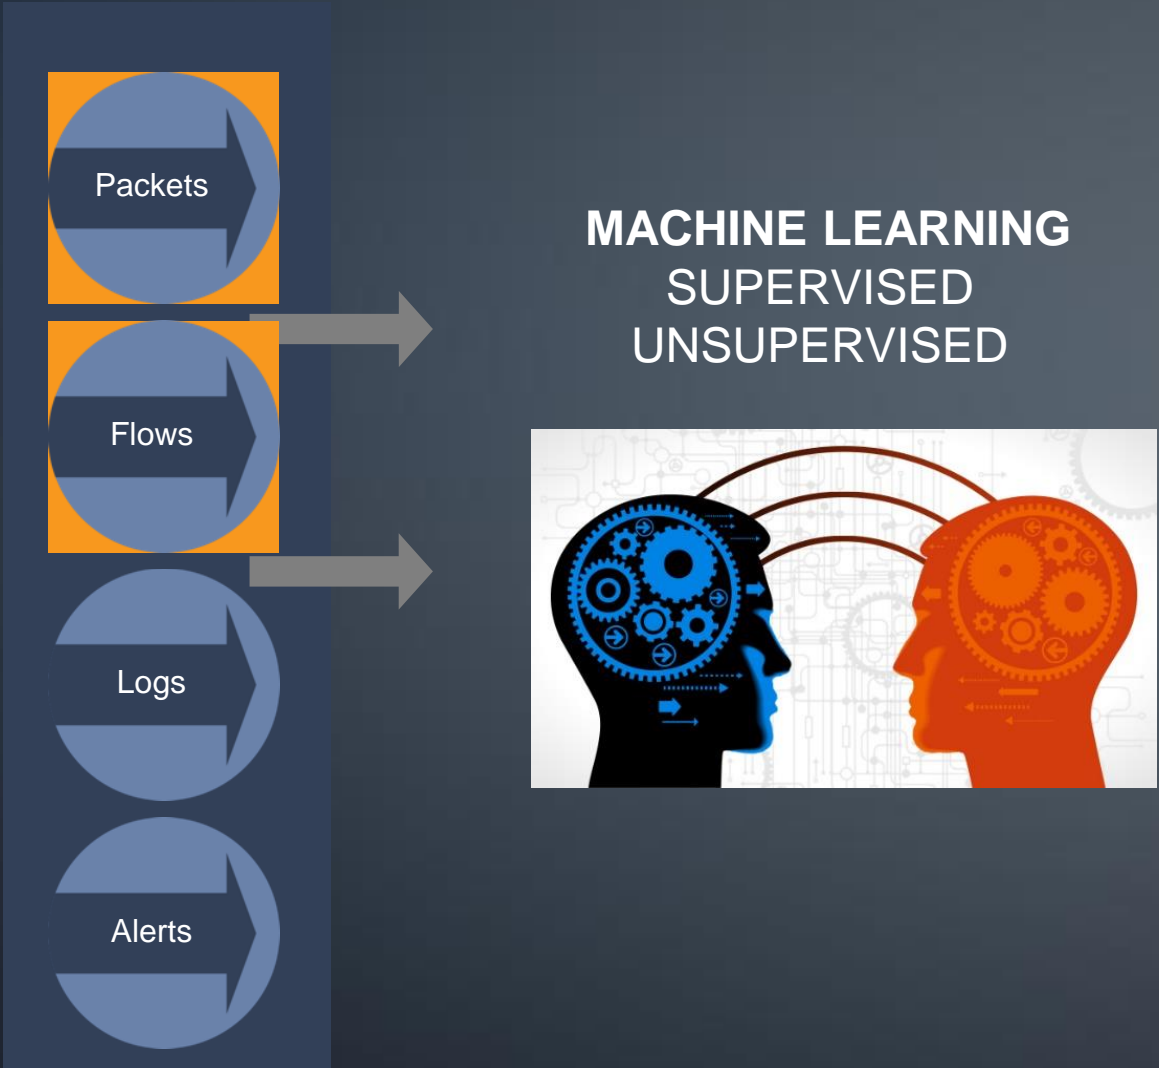 Packets
Flows
Logs
Alerts
MACHINE LEARNING
SUPERVISED
UNSUPERVISED